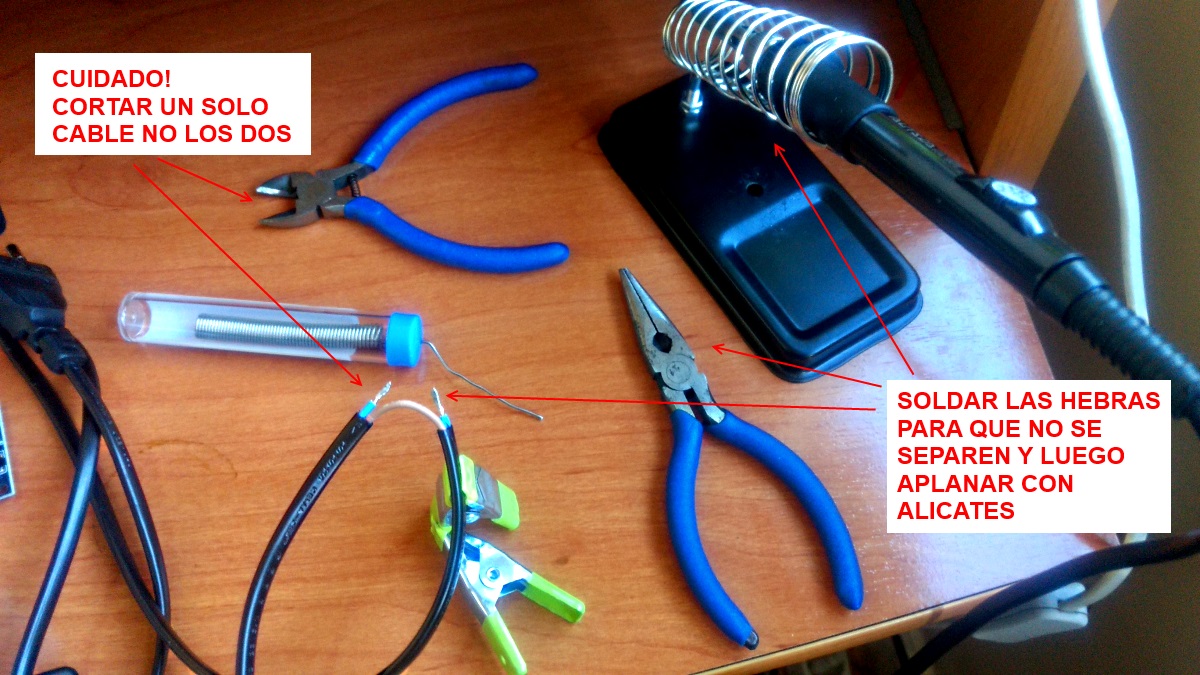 CUIDADO!
CORTAR UN SOLO
CABLE NO LOS DOS
SOLDAR LAS HEBRAS
PARA QUE NO SE
SEPAREN Y LUEGO
APLANAR CON
ALICATES